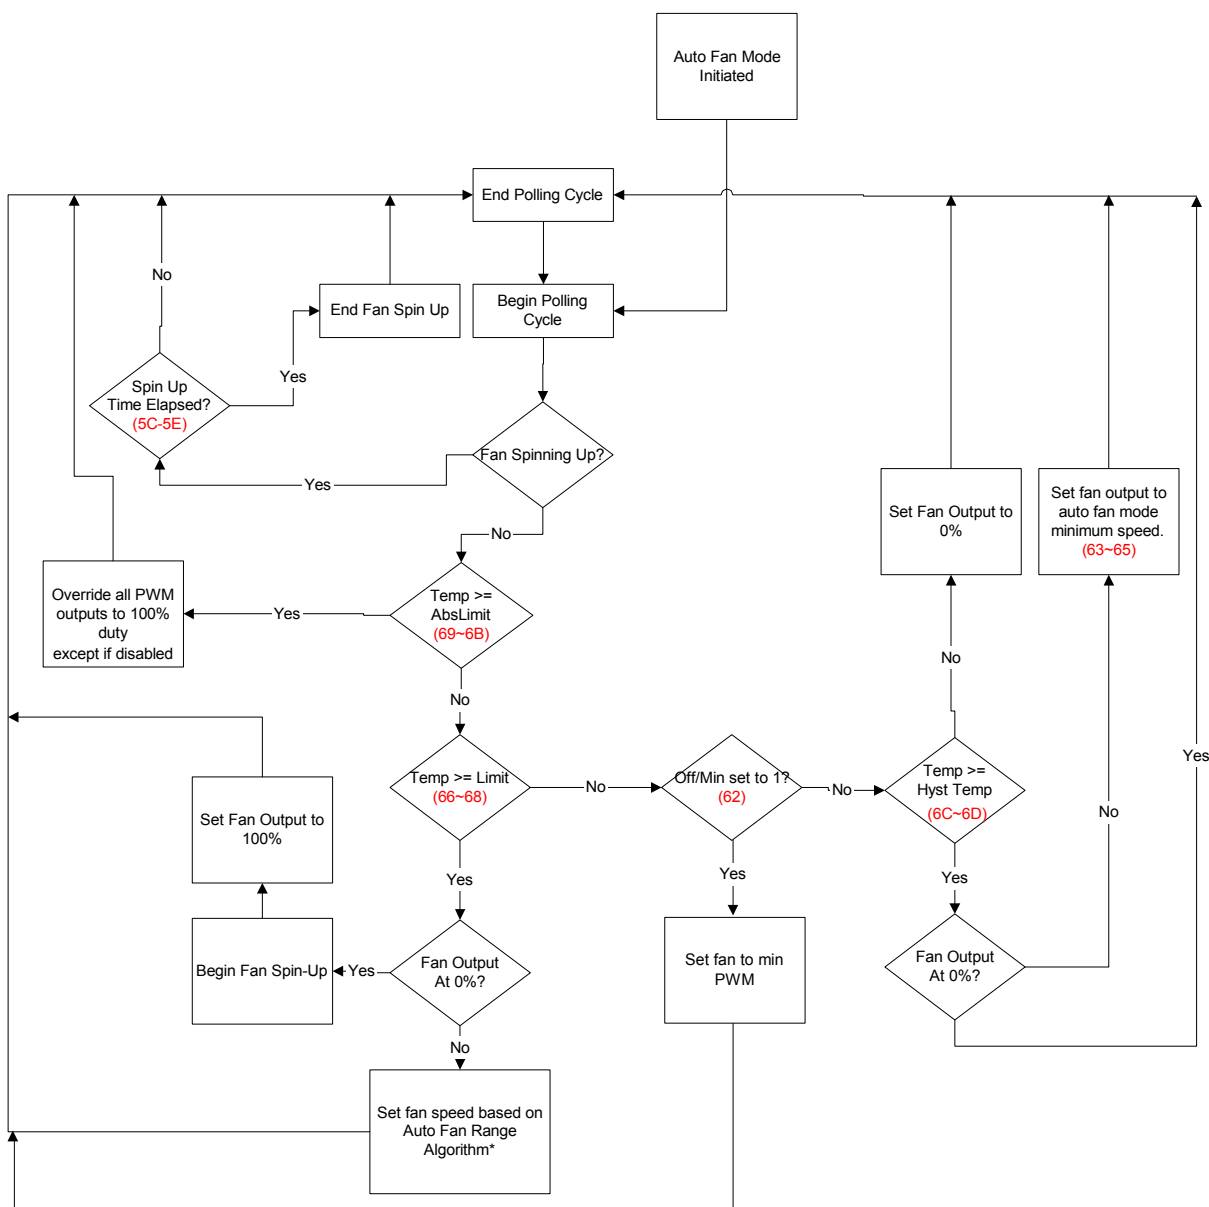 Auto Fan Mode
Initiated
End Polling Cycle
No
End Fan Spin Up
Begin Polling
Cycle
Spin Up
Time Elapsed?
(5C-5E)
Yes
Fan Spinning Up?
Yes
No
Set Fan Output to
0%
Set fan output to
auto fan mode
minimum speed.
(63~65)
Override all PWM
outputs to 100%
duty
except if disabled
Yes
Temp >=
AbsLimit
(69~6B)
No
No
Temp >= Limit
(66~68)
No
Off/Min set to 1?
(62)
No
Temp >=
Hyst Temp
(6C~6D)
Yes
No
Set Fan Output to
100%
Yes
Yes
Yes
Begin Fan Spin-Up
Yes
Fan Output
At 0%?
Set fan to min
PWM
Fan Output
At 0%?
No
Set fan speed based on
Auto Fan Range
Algorithm*